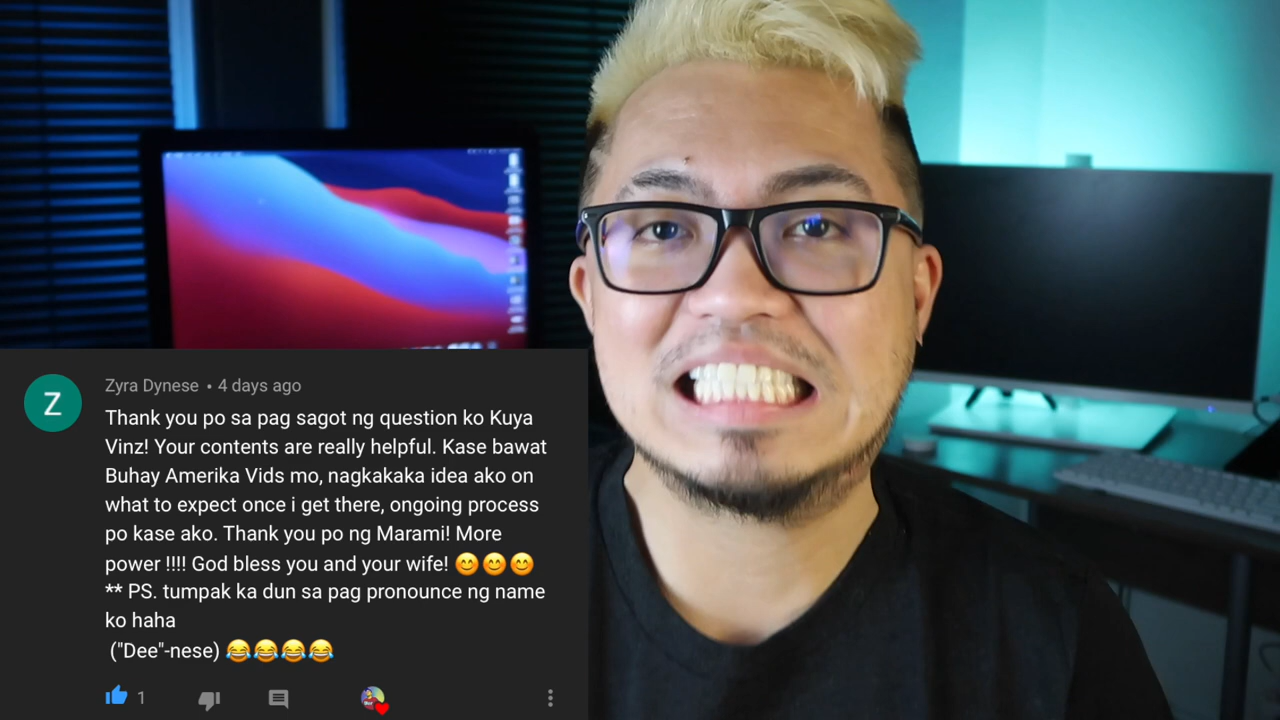 Z
Zyra Dynese • 4 days ago
Thank you po sa pag sagot ng question ko Kuya
Vinz! Your contents are really helpful. Kase bawat
Buhay Amerika Vids mo, nagkakaka idea ako on
what to expect once i get there, ongoing process
po kase ako. Thank you po ng Marami! More
power !!!! God bless you and your wife! 😊😊😊
** PS. tumpak ka dun sa pag pronounce ng name
ko haha
("Dee"-nese) 😂😂😂😂
1